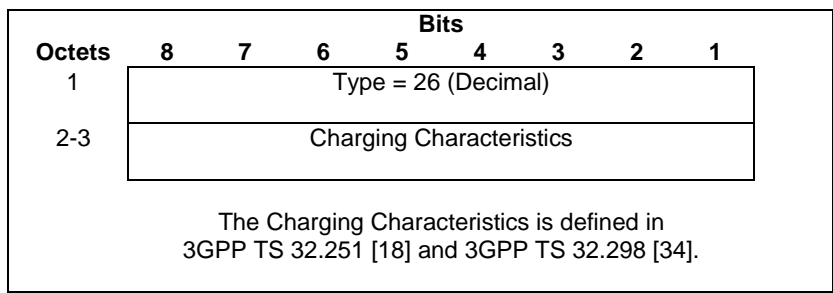 Bits
Octets 8 7 6 5 4 3 2 1
1 Type = 26 (Decimal)
2-3 Charging Characteristics
The Charging Characteristics is defined in
3GPP TS 32.251 [18] and 3GPP TS 32.298 [34].